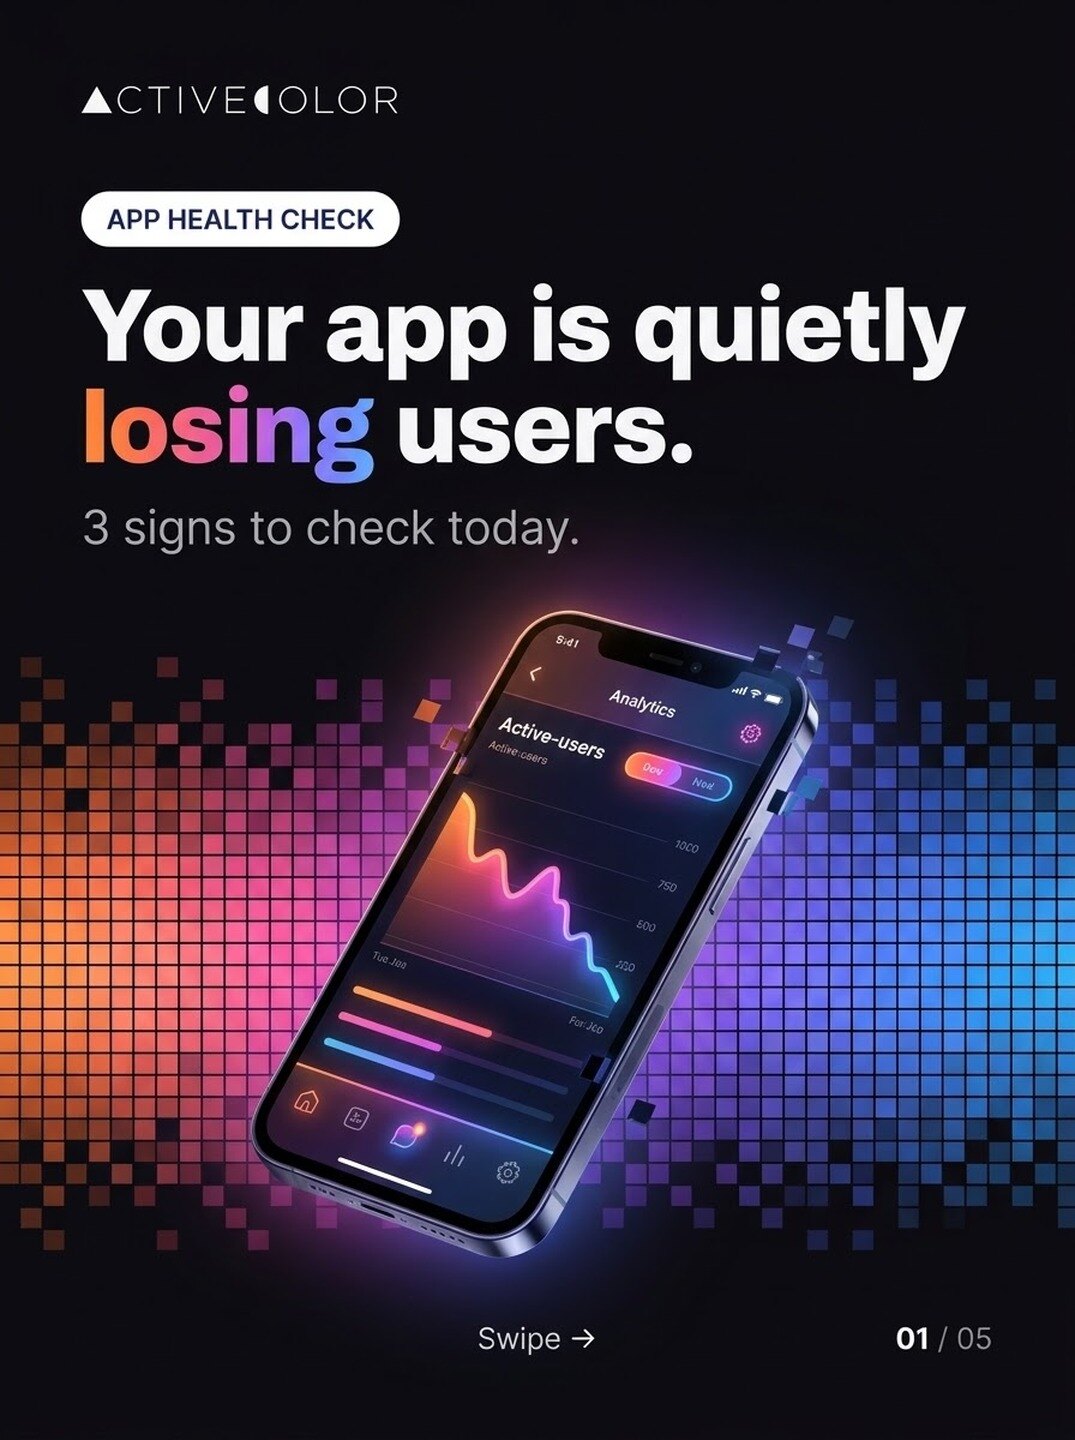 ACTIVECOLOR
APP HEALTH CHECK
Your app is quietly
losing users.
3 signs to check today.
Analytics
Active-users
1000
750
Swipe →
01 / 05